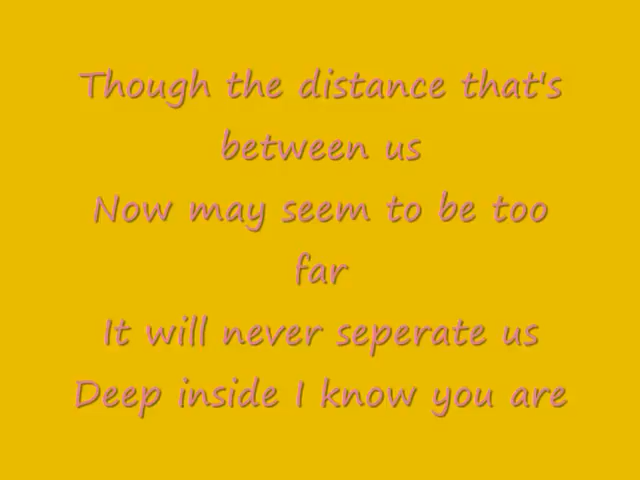 Though the distance that's
between us
Now may seem to be too
far
It will never seperate us
Deep inside I know you are